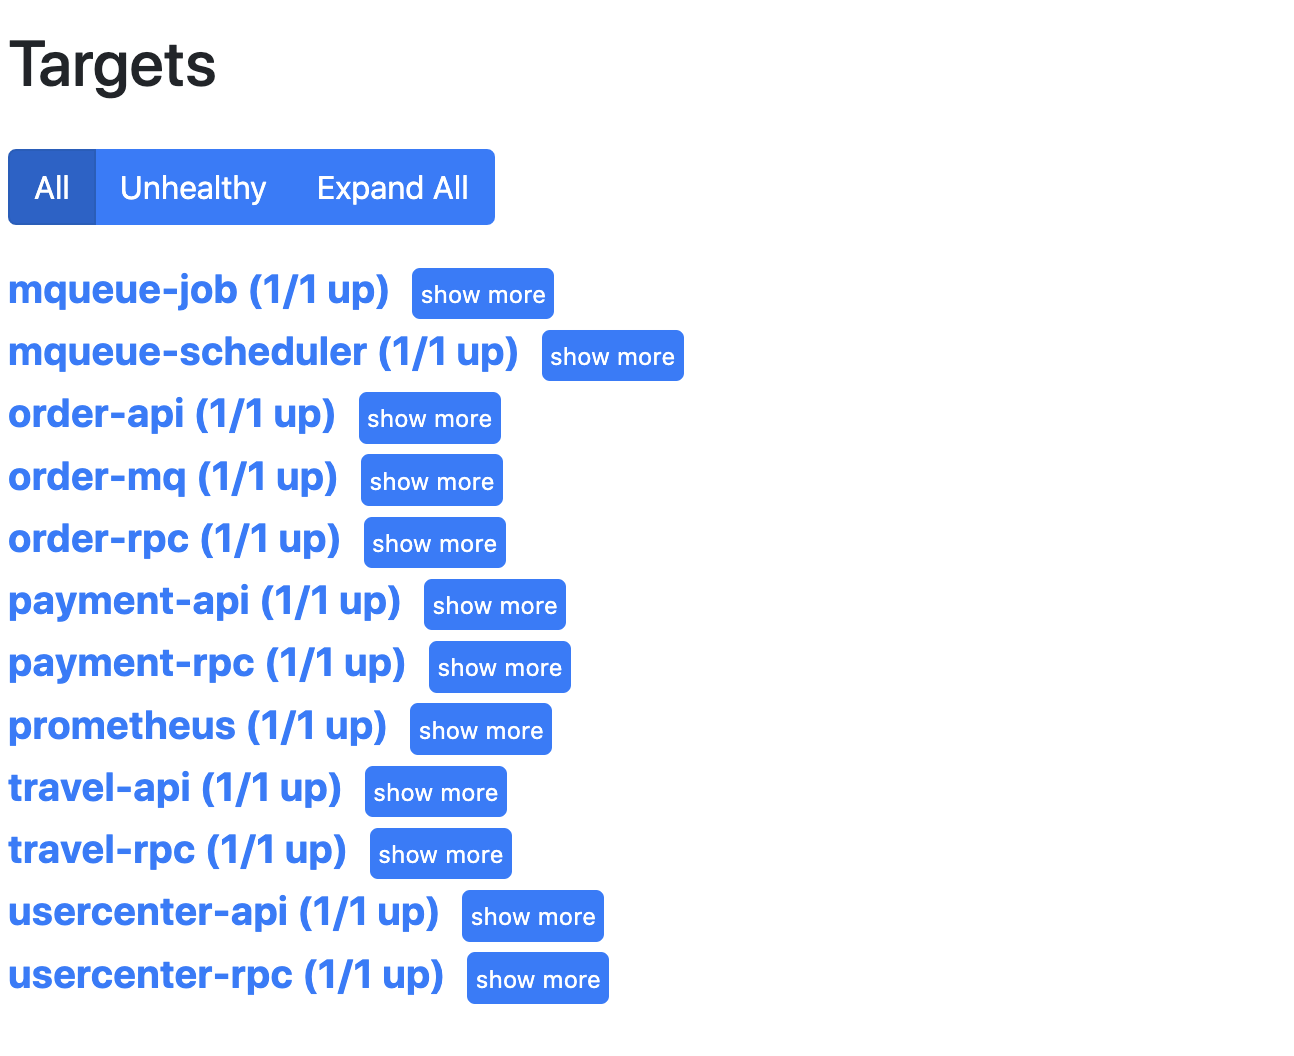 Targets
All Unhealthy Expand All
mqueue-job (1/1 up) show more
mqueue-scheduler (1/1 up) show more
order-api (1/1 up) show more
order-mq (1/1 up) show more
order-rpc (1/1 up) show more
payment-api (1/1 up) show more
payment-rpc (1/1 up) show more
prometheus (1/1 up) show more
travel-api (1/1 up) show more
travel-rpc (1/1 up) show more
usercenter-api (1/1 up) show more
usercenter-rpc (1/1 up) show more